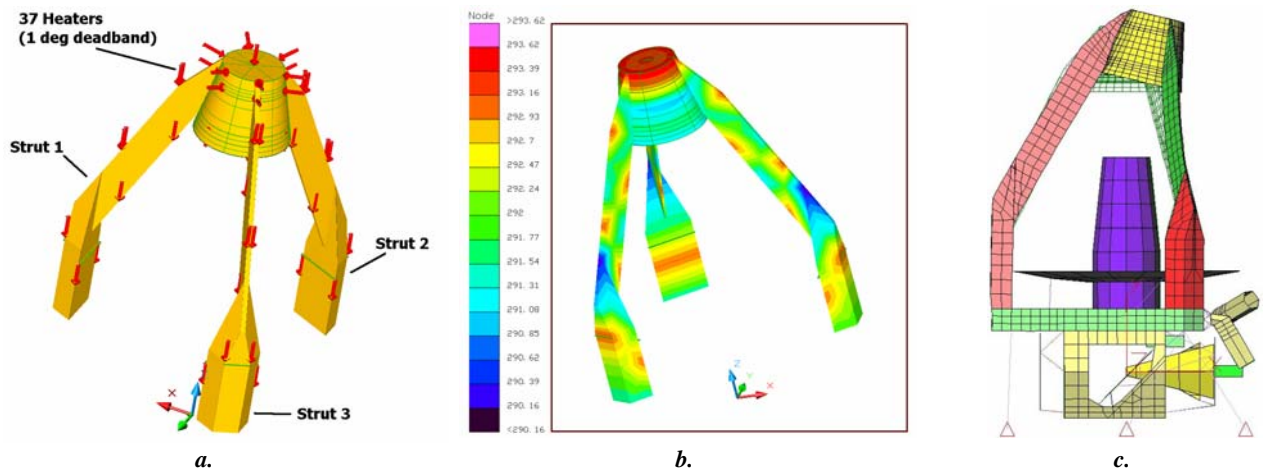 37 Heaters
(1 deg deadband)
Strut 1
Strut 2
Strut 3
X
a.
Node
>293.62
293.62
293.39
293.16
292.93
292.7
292.47
292.24
292
291.77
291.54
291.31
291.08
290.85
290.62
290.39
290.16
<290.16
Z
Y
X
b.
c.